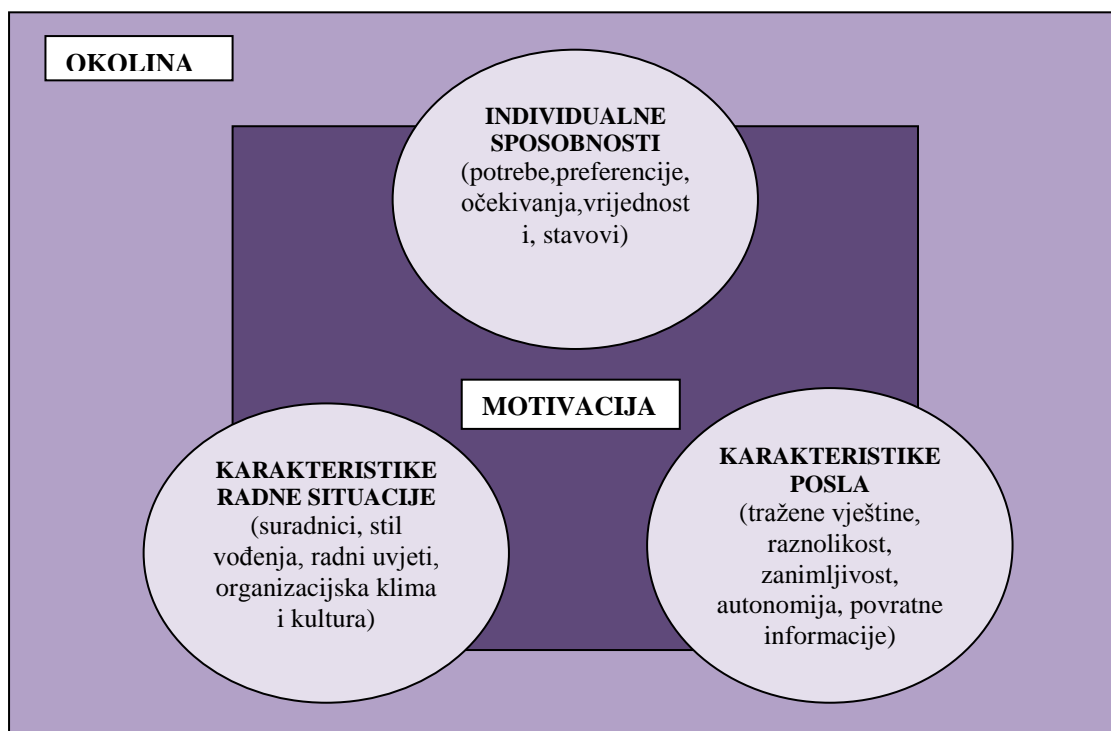 OKOLINA
INDIVIDUALNE
SPOSOBNOSTI
(potrebe,preferencije,
očekivanja,vrijednost
i, stavovi)
MOTIVACIJA
KARAKTERISTIKE
RADNE SITUACIJE
(suradnici, stil
vođenja, radni uvjeti,
organizacijska klima
i kultura)
KARAKTERISTIKE
POSLA
(tražene vještine,
raznolikost,
zanimljivost,
autonomija, povratne
informacije)